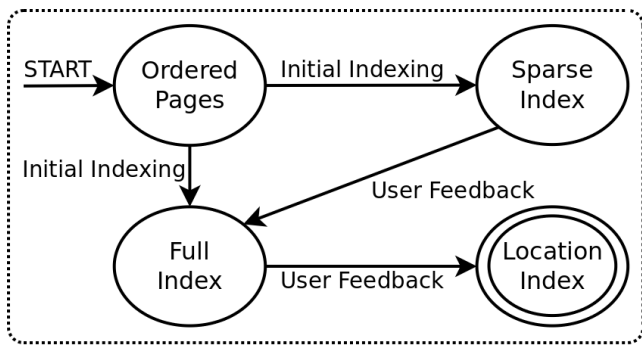 START
Ordered
Pages
Initial Indexing
Sparse
Index
Initial Indexing
User Feedback
Full
Index
User Feedback
Location
Index